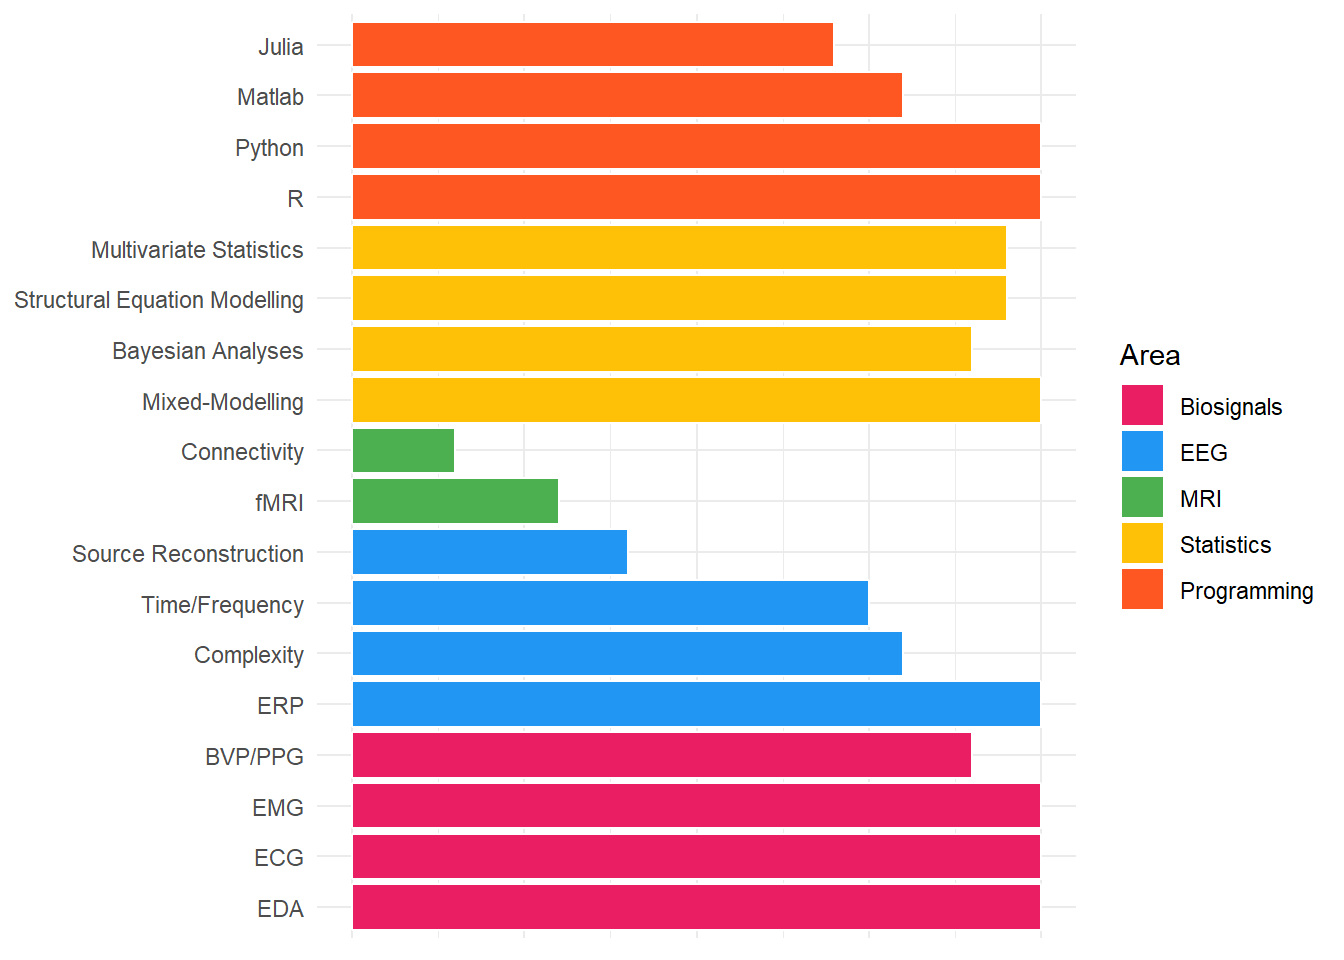 Julia
Matlab
Python
R
Multivariate Statistics
Structural Equation Modelling
Bayesian Analyses
Mixed-Modelling
Connectivity
fMRI
Source Reconstruction
Time/Frequency
Complexity
ERP
BVP/PPG
EMG
ECG
EDA
Area
Biosignals
EEG
MRI
Statistics
Programming